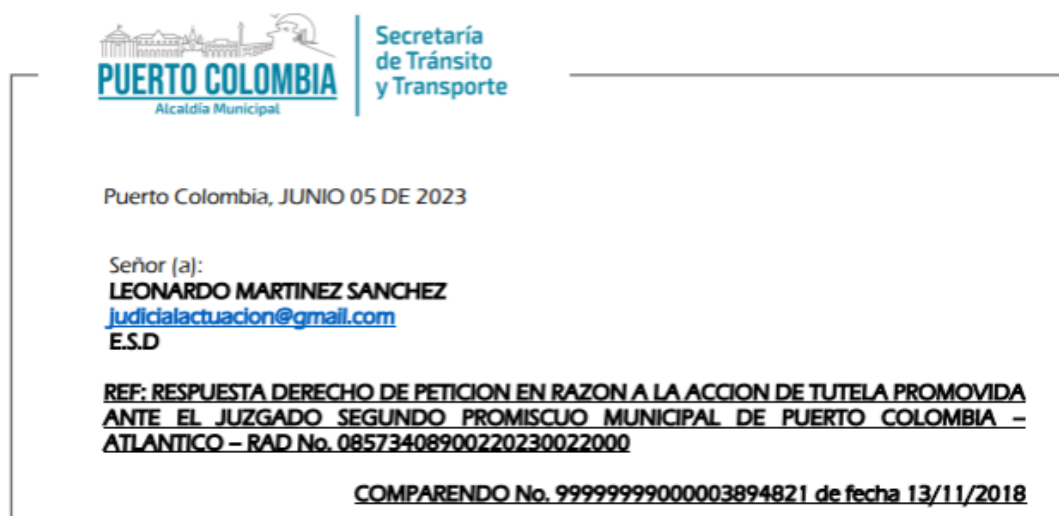 PUERTO COLOMBIA
Alcaldía Municipal
Secretaría
de Tránsito
y Transporte
Puerto Colombia, JUNIO 05 DE 2023
Señor (a):
LEONARDO MARTINEZ SANCHEZ
judicialactuacion@gmail.com
E.S.D
REF: RESPUESTA DERECHO DE PETICION EN RAZON A LA ACCION DE TUTELA PROMOVIDA
ANTE EL JUZGADO SEGUNDO PROMISCUO MUNICIPAL DE PUERTO COLOMBIA –
ATLANTICO – RAD No. 08573408900220230022000
COMPARENDO No. 99999999000003894821 de fecha 13/11/2018